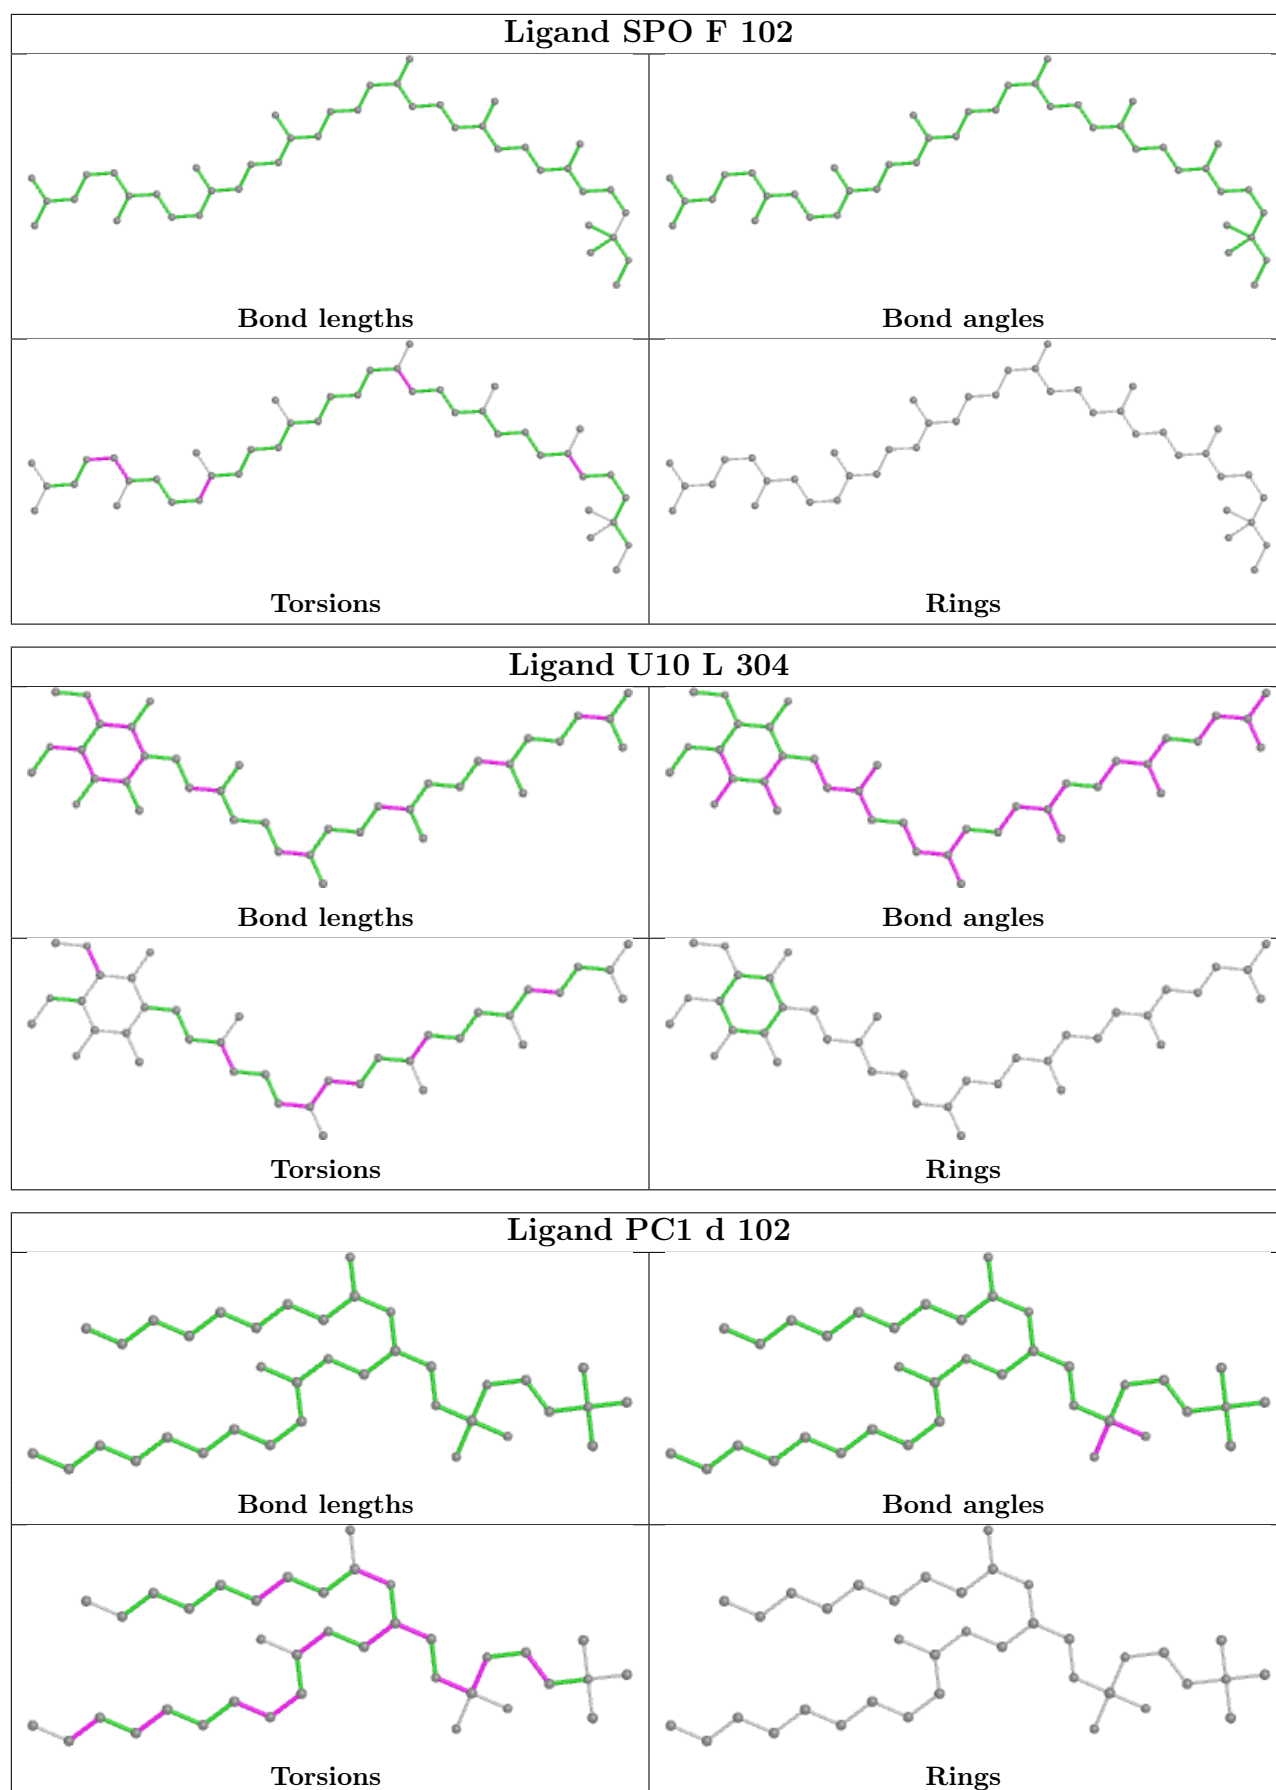 Ligand SPO F 102
Bond lengths
Bond angles
Torsions
Rings
Ligand U10 L 304
Bond lengths
Bond angles
Torsions
Rings
Ligand PC1 d 102
Bond lengths
Bond angles
Torsions
Rings